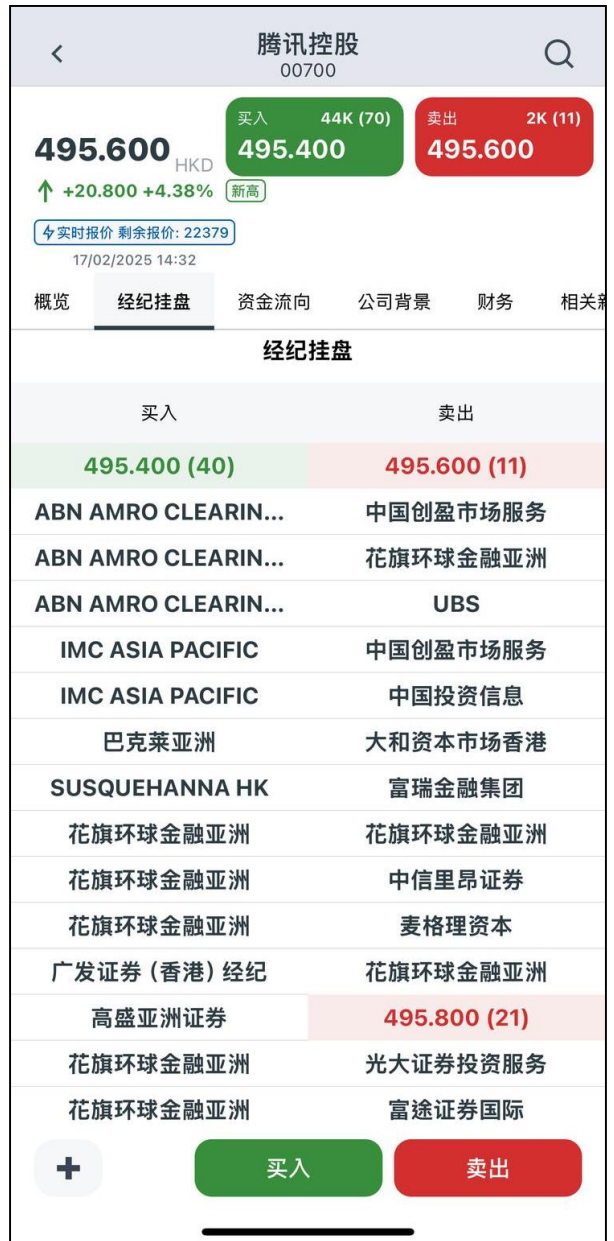 腾讯控股
00700
495.600 HKD
+20.800 +4.38% 新高
买入 44K (70)
495.400
卖出 2K (11)
495.600
实时报价 剩余报价: 22379
17/02/2025 14:32
概览 经纪挂盘 资金流向 公司背景 财务 相关新
经纪挂盘
买入 卖出
495.400 (40) 495.600 (11)
ABN AMRO CLEARIN... 中国创盈市场服务
ABN AMRO CLEARIN... 花旗环球金融亚洲
ABN AMRO CLEARIN... UBS
IMC ASIA PACIFIC 中国创盈市场服务
IMC ASIA PACIFIC 中国投资信息
巴克莱亚洲 大和资本市场香港
SUSQUEHANNA HK 富瑞金融集团
花旗环球金融亚洲 花旗环球金融亚洲
花旗环球金融亚洲 中信里昂证券
花旗环球金融亚洲 麦格理资本
广发证券（香港）经纪 花旗环球金融亚洲
高盛亚洲证券 495.800 (21)
花旗环球金融亚洲 光大证券投资服务
花旗环球金融亚洲 富途证券国际
买入 卖出